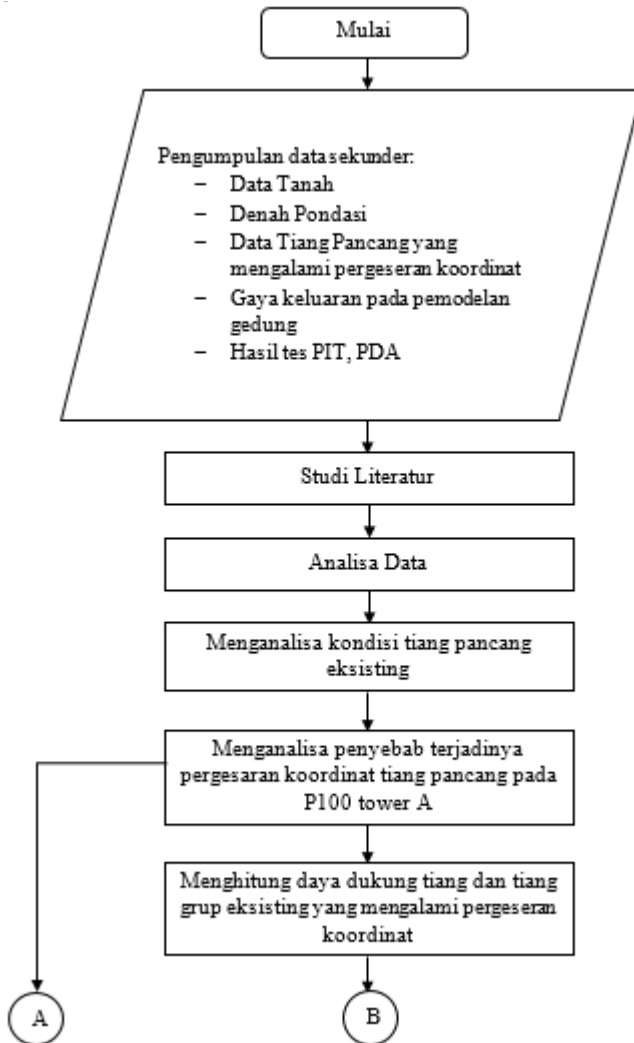 Mulai
Pengumpulan data sekunder:
– Data Tanah
– Denah Pondasi
– Data Tiang Pancang yang
mengalami pergeseran koordinat
– Gaya keluaran pada pemodelan
gedung
– Hasil tes PIT, PDA
Studi Literatur
Analisa Data
Menganalisa kondisi tiang pancang
eksisting
Menganalisa penyebab terjadinya
pergesaran koordinat tiang pancang pada
P100 tower A
Menghitung daya dukung tiang dan tiang
grup eksisting yang mengalami pergeseran
koordinat
A
B